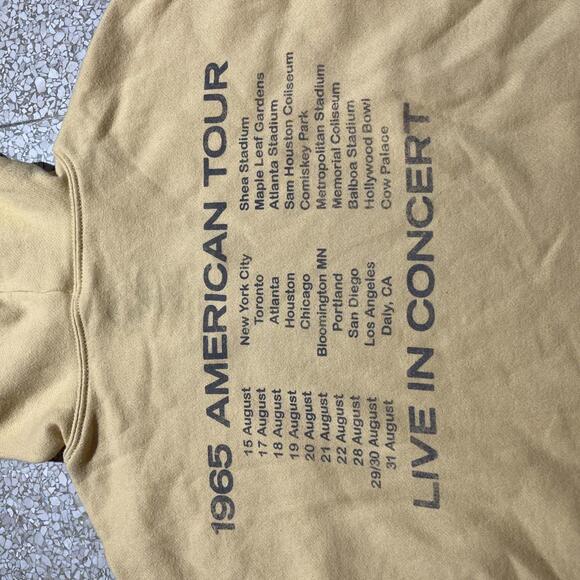 1965 AMERICAN TOUR
15 August New York City Shea Stadium
17 August Toronto Maple Leaf Gardens
18 August Atlanta Atlanta Stadium
19 August Houston Sam Houston Coliseum
20 August Chicago Comiskey Park
21 August Bloomington MN Metropolitan Stadium
22 August Portland Memorial Coliseum
28 August San Diego Balboa Stadium
29/30 August Los Angeles Hollywood Bowl
31 August Daly, CA Cow Palace
LIVE IN CONCERT